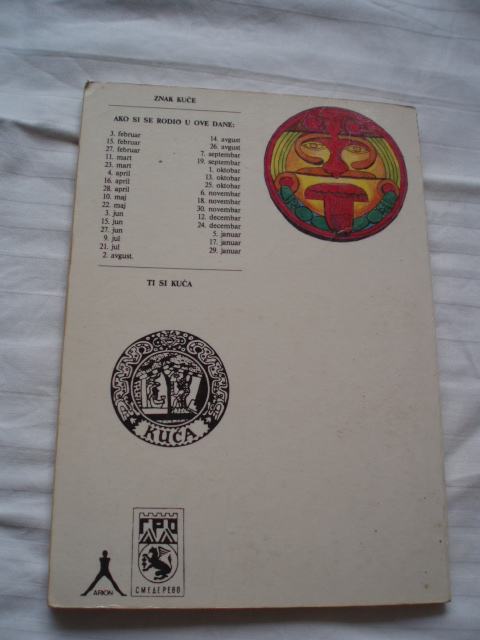 ZNAK KUČE
AKO SI SE RODIO U OVE DANE:
3. februar
15. februar
27. februar
11. mart
23. mart
4. april
16. april
28. april
10. maj
22. maj
3. jun
15. jun
27. jun
9. jul
21. jul
2. avgust.
14. avgust
26. avgust
7. septembar
19. septembar
1. oktobar
13. oktobar
25. oktobar
6. novembar
18. novembar
30. novembar
12. decembar
24. decembar
5. januar
17. januar
29. januar
TI SI KUĆA
KUĆA
ARION
СМЕДЕРЕВО